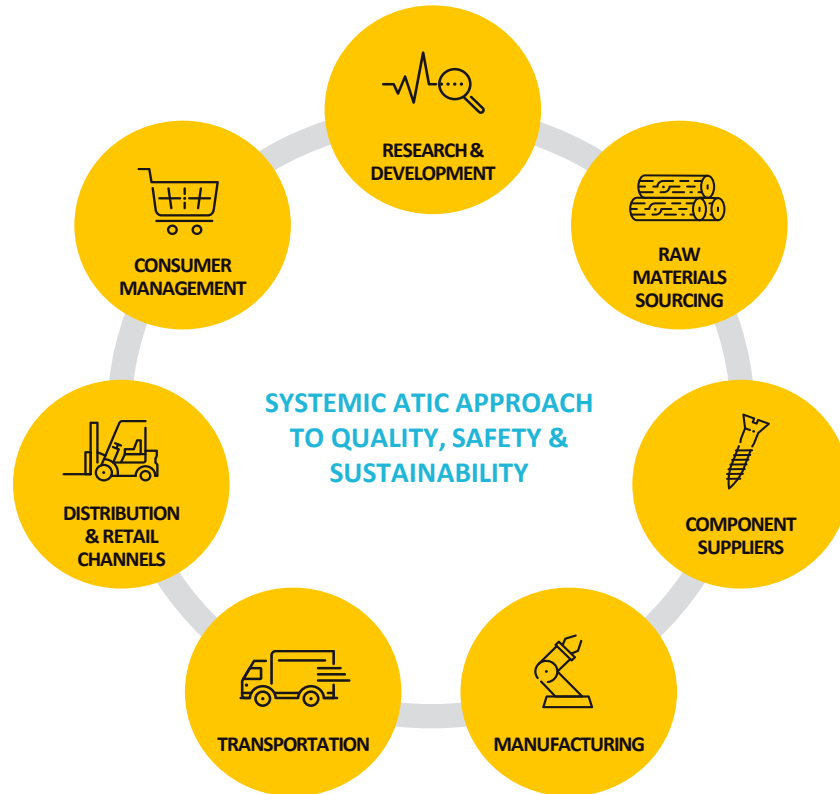 RESEARCH &
DEVELOPMENT
RAW
MATERIALS
SOURCING
COMPONENT
SUPPLIERS
MANUFACTURING
TRANSPORTATION
DISTRIBUTION
& RETAIL
CHANNELS
CONSUMER
MANAGEMENT
SYSTEMIC ATIC APPROACH
TO QUALITY, SAFETY &
SUSTAINABILITY